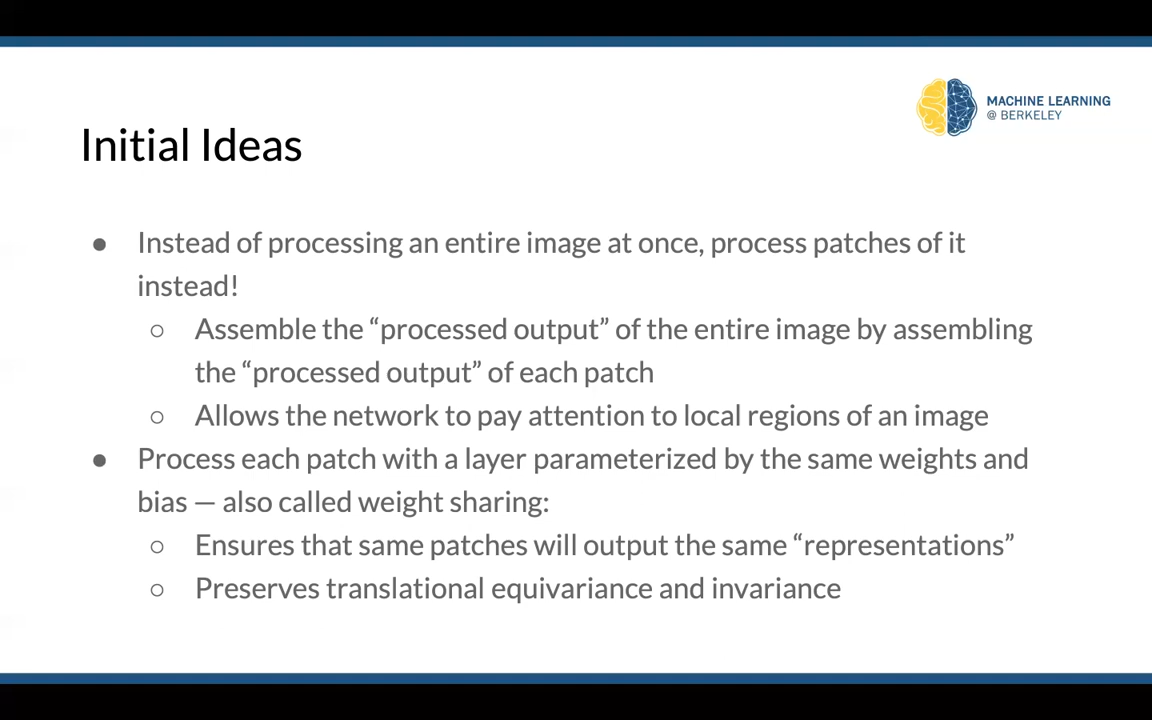 MACHINE LEARNING
@ BERKELEY
Initial Ideas
● Instead of processing an entire image at once, process patches of it
instead!
○ Assemble the “processed output” of the entire image by assembling
the “processed output” of each patch
○ Allows the network to pay attention to local regions of an image
● Process each patch with a layer parameterized by the same weights and
bias — also called weight sharing:
○ Ensures that same patches will output the same “representations”
○ Preserves translational equivariance and invariance